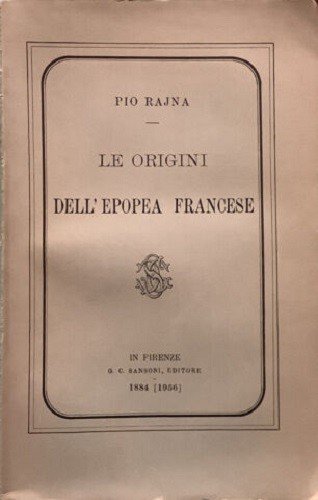 PIO RAJNA
LE ORIGINI
DELL'EPOPEA FRANCESE
IN FIRENZE
G. C. SANSONI, EDITORE
1884 [1956]